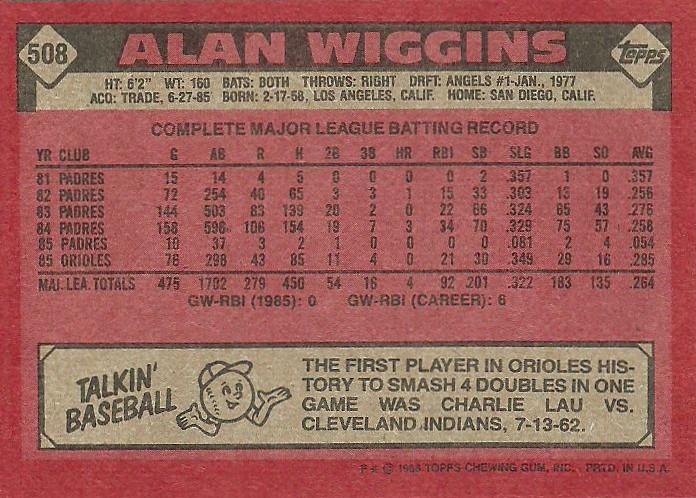 508 ALAN WIGGINS topps
HT: 6'2" WT: 160 BATS: BOTH THROWS: RIGHT DRFT: ANGELS #1-JAN., 1977
ACQ: TRADE, 6-27-85 BORN: 2-17-58, LOS ANGELES, CALIF. HOME: SAN DIEGO, CALIF.
COMPLETE MAJOR LEAGUE BATTING RECORD
YR CLUB G AB R H 2B 3B HR RBI SB SLG BB SO AVG
81 PADRES 15 14 4 5 0 0 0 0 2 .357 1 0 .357
82 PADRES 72 254 40 65 3 3 1 15 33 .303 13 19 .256
83 PADRES 144 503 83 139 20 2 0 22 66 .324 65 43 .276
84 PADRES 158 596 106 154 19 7 3 34 70 .329 75 57 .258
85 PADRES 10 37 3 2 1 0 0 0 0 .081 2 4 .054
85 ORIOLES 76 298 43 85 11 4 0 21 30 .349 29 16 .285
MAJ. LEA. TOTALS 475 1702 279 450 54 16 4 92 201 .322 183 135 .264
GW-RBI (1985): 0 GW-RBI (CAREER): 6
TALKIN'
BASEBALL
THE FIRST PLAYER IN ORIOLES HIS-
TORY TO SMASH 4 DOUBLES IN ONE
GAME WAS CHARLIE LAU VS.
CLEVELAND INDIANS, 7-13-62.
© 1986 TOPPS CHEWING GUM, INC. PRTD. IN U.S.A.